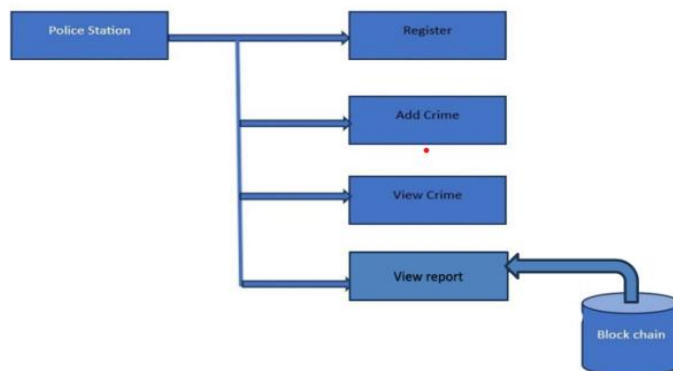 Police Station
Register
Add Crime
View Crime
View report
Block chain